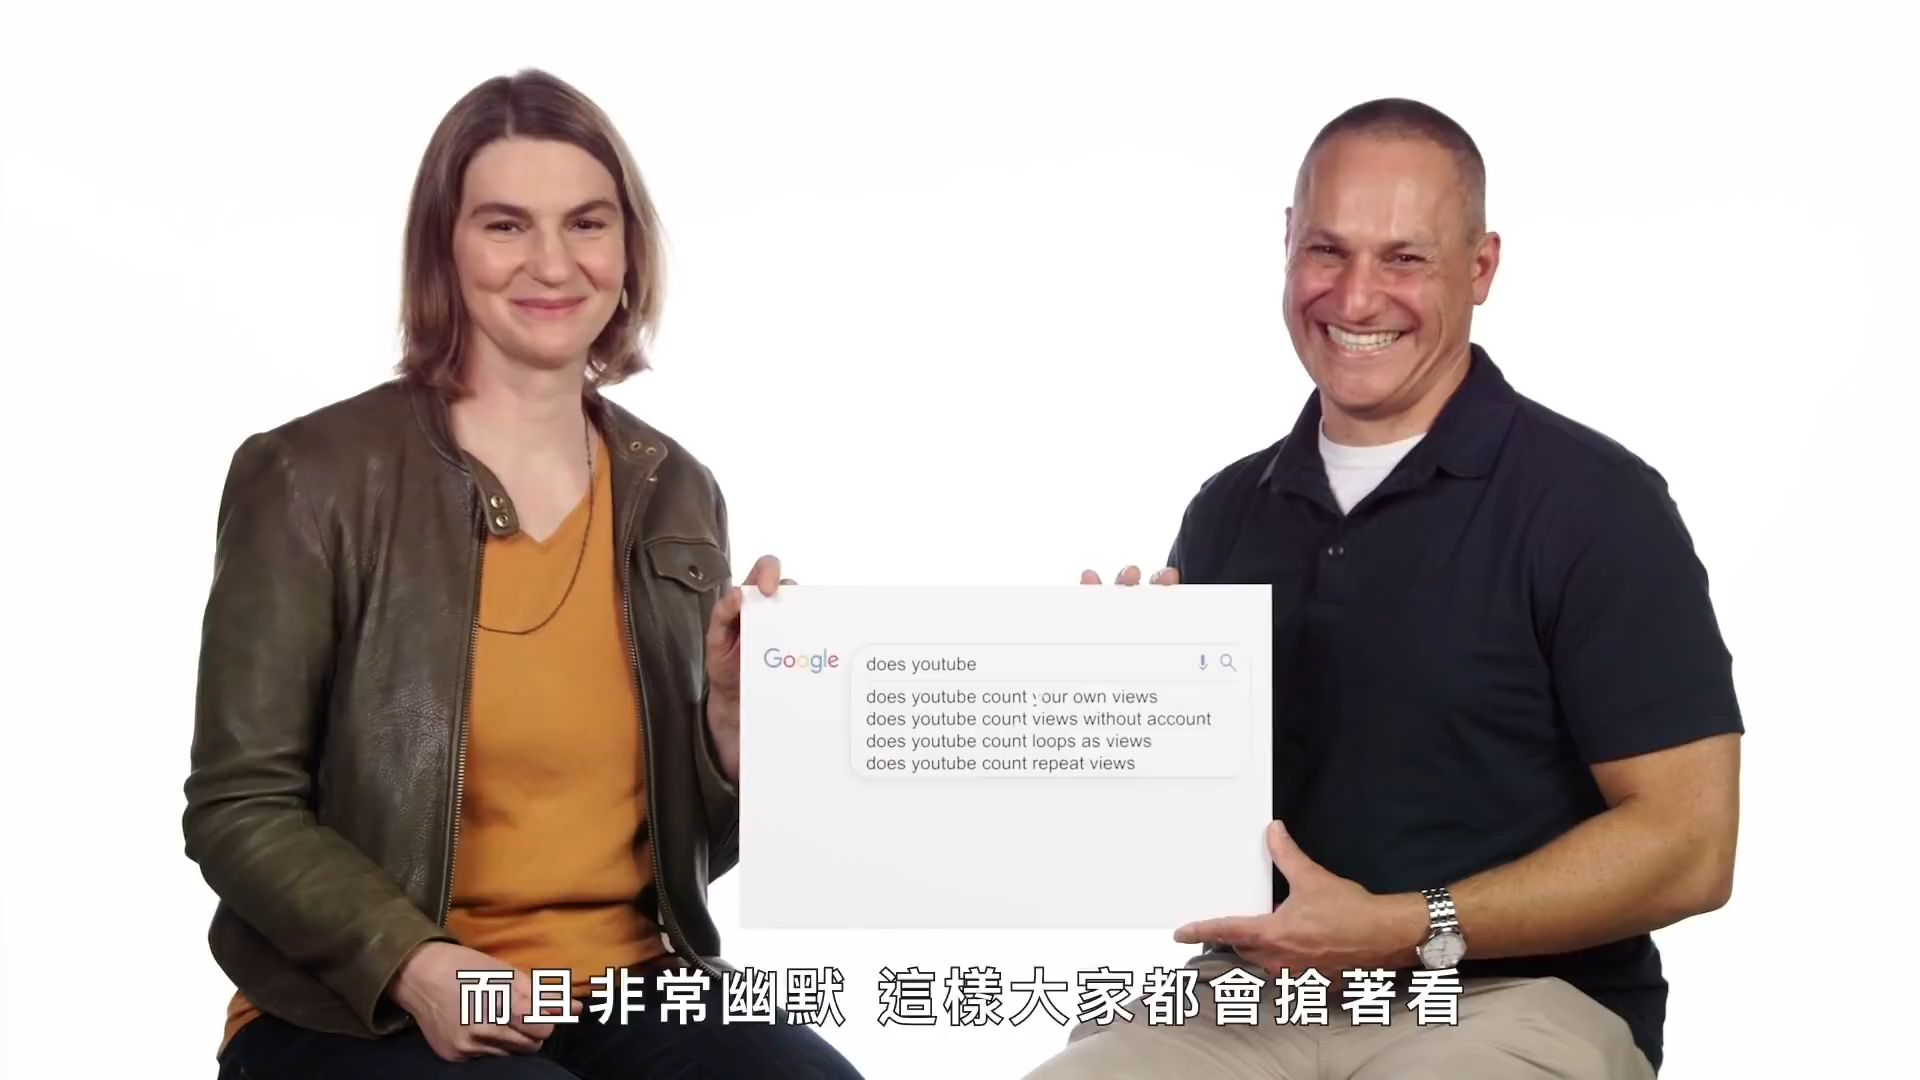 Google
does youtube
does youtube count your own views
does youtube count views without account
does youtube count loops as views
does youtube count repeat views
而且非常幽默 這樣大家都會搶著看